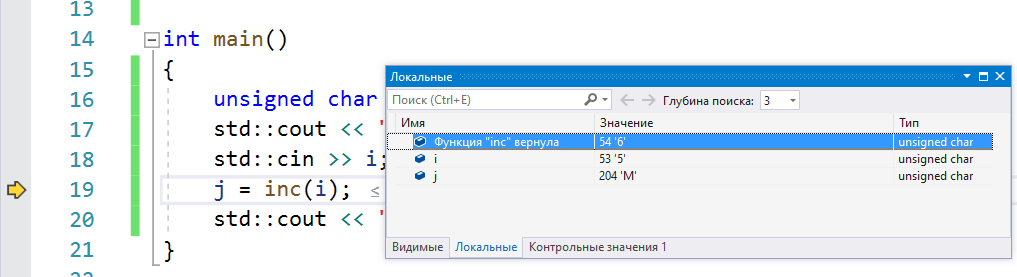 13
14 int main()
15 {
16 unsigned char
17 std::cout << '
18 std::cin >> i;
19 j = inc(i); ≤
20 std::cout << '
21 }
Локальные
Поиск (Ctrl+E) Глубина поиска: 3
Имя Значение Тип
Функция "inc" вернула 54 '6' unsigned char
i 53 '5' unsigned char
j 204 'М' unsigned char
Видимые Локальные Контрольные значения 1